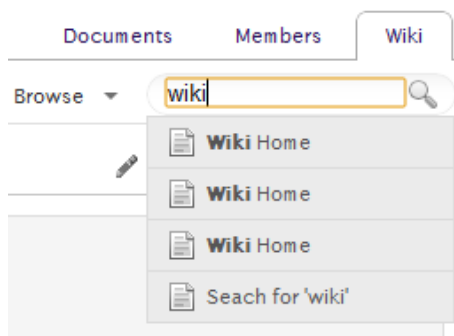 Documents Members Wiki
Browse wiki
Wiki Home
Wiki Home
Wiki Home
Seach for 'wiki'